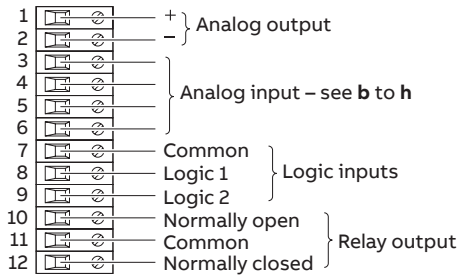 1 +
2 – Analog output
3
4
5 Analog input – see b to h
6
7 Common
8 Logic 1 Logic inputs
9 Logic 2
10 Normally open
11 Common Relay output
12 Normally closed